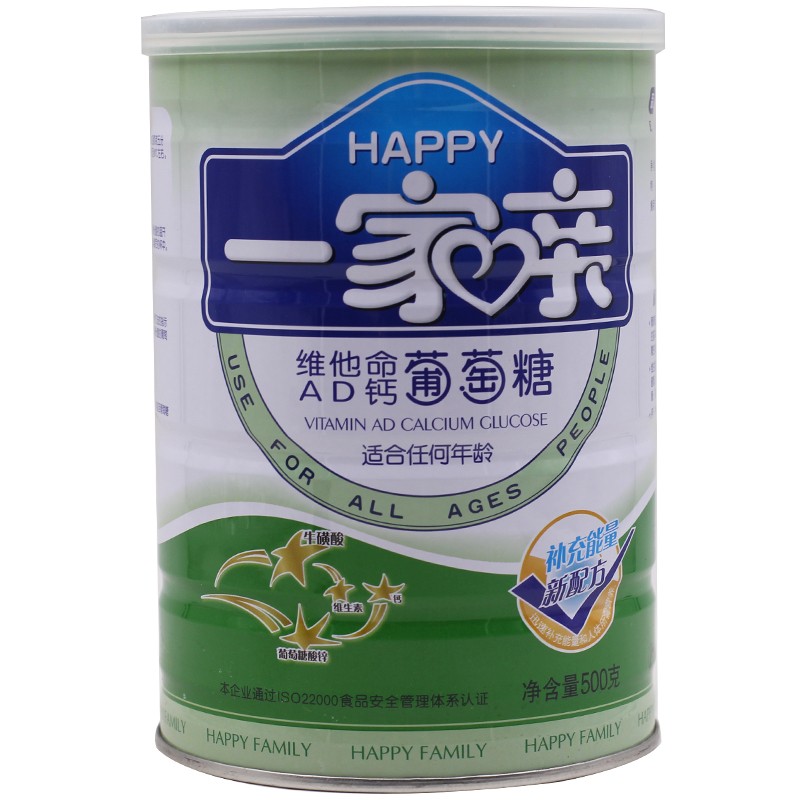 HAPPY
一家亲
维他命
AD钙
葡萄糖
VITAMIN AD CALCIUM GLUCOSE
适合任何年龄
USE FOR ALL AGES PEOPLE
牛磺酸
维生素
钙
葡萄糖酸锌
补充能量
新配方
净含量500克
本企业通过ISO22000食品安全管理体系认证
FAMILY
HAPPY FAMILY
HAPPY FAMILY
HAPPY FAMILY
HAPPY